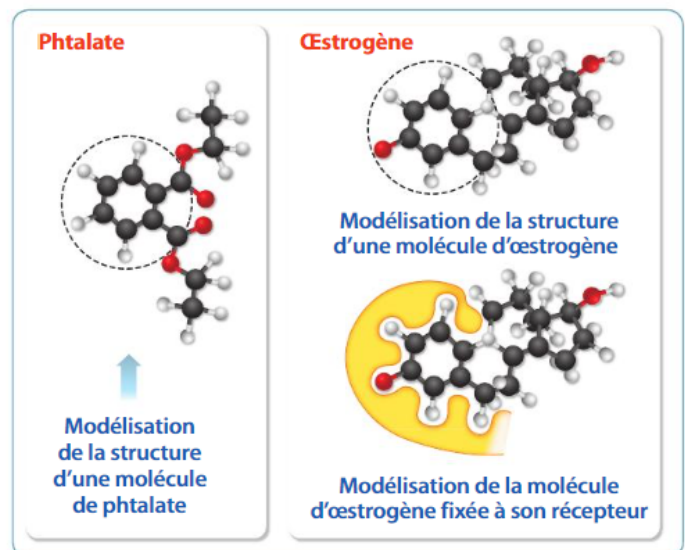 Phtalate
Modélisation
de la structure
d'une molécule
de phtalate
Œstrogène
Modélisation de la structure
d'une molécule d'œstrogène
Modélisation de la molécule
d'œstrogène fixée à son récepteur